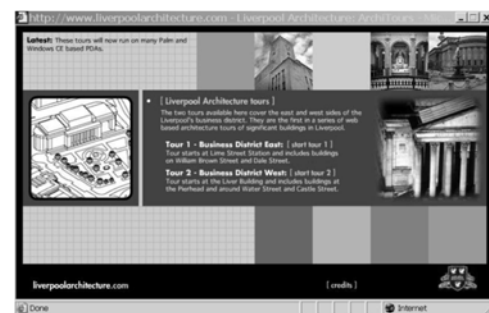 http://www.liverpoolarchitecture.com - Liverpool Architecture: ArchiTours -
Latest: These tours will now run on many Palm and
Windows CE based PDAs.
[ Liverpool Architecture tours ]
The two tours available here cover the east and west sides of the
Liverpool's business district. They are the first in a series of web
based architecture tours of significant buildings in Liverpool.
Tour 1 - Business District East: [ start tour 1 ]
Tour starts at Lime Street Station and includes buildings
on William Brown Street and Dale Street.
Tour 2 - Business District West: [ start tour 2 ]
Tour starts at the Liver Building and includes buildings at
the Pierhead and around Water Street and Castle Street.
liverpoolarchitecture.com
[ credits ]
Done
Internet